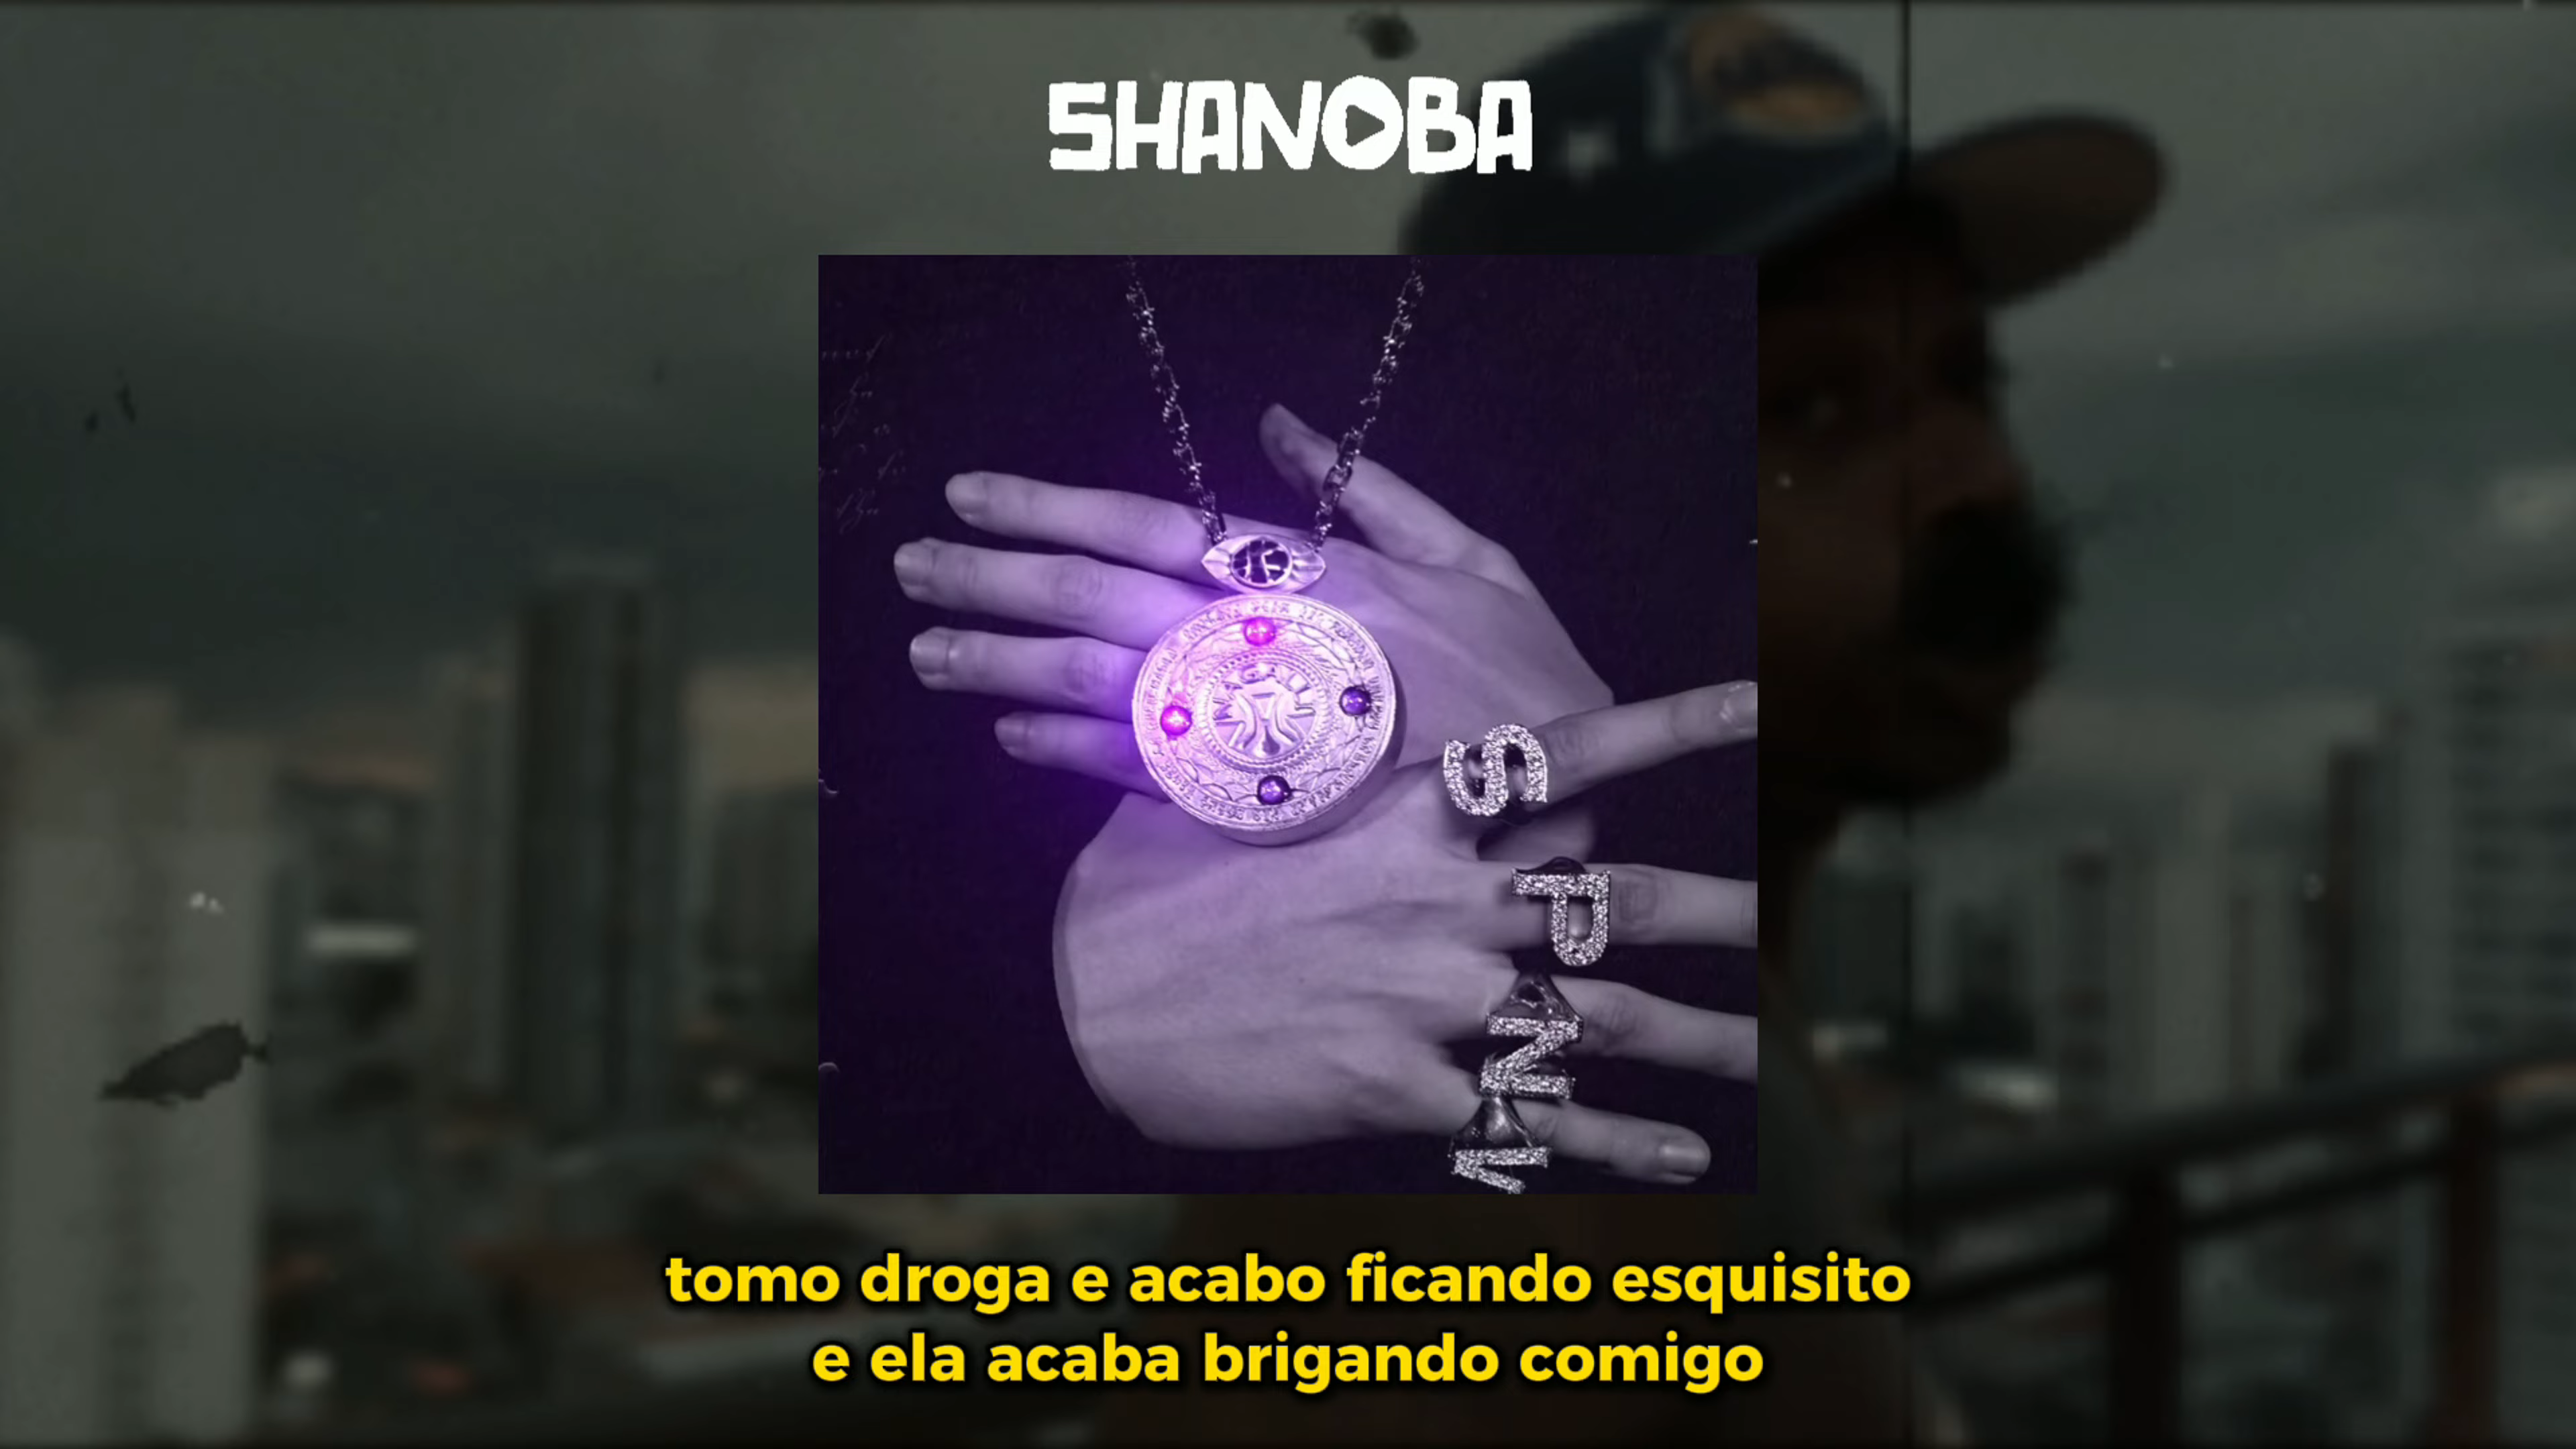 SHANOBA
S
P
N
V
tomo droga e acabo ficando esquisito
e ela acaba brigando comigo